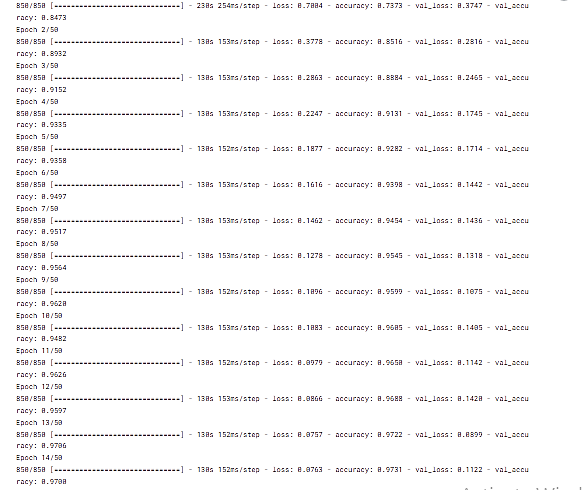 850/850 [==============================] - 230s 254ms/step - loss: 0.7004 - accuracy: 0.7373 - val_loss: 0.3747 - val_accu
racy: 0.8473
Epoch 2/50
850/850 [==============================] - 130s 153ms/step - loss: 0.3778 - accuracy: 0.8516 - val_loss: 0.2816 - val_accu
racy: 0.8932
Epoch 3/50
850/850 [==============================] - 130s 153ms/step - loss: 0.2863 - accuracy: 0.8884 - val_loss: 0.2465 - val_accu
racy: 0.9152
Epoch 4/50
850/850 [==============================] - 130s 153ms/step - loss: 0.2247 - accuracy: 0.9131 - val_loss: 0.1745 - val_accu
racy: 0.9335
Epoch 5/50
850/850 [==============================] - 130s 152ms/step - loss: 0.1877 - accuracy: 0.9282 - val_loss: 0.1714 - val_accu
racy: 0.9358
Epoch 6/50
850/850 [==============================] - 130s 153ms/step - loss: 0.1616 - accuracy: 0.9398 - val_loss: 0.1442 - val_accu
racy: 0.9497
Epoch 7/50
850/850 [==============================] - 130s 153ms/step - loss: 0.1462 - accuracy: 0.9454 - val_loss: 0.1436 - val_accu
racy: 0.9517
Epoch 8/50
850/850 [==============================] - 130s 153ms/step - loss: 0.1278 - accuracy: 0.9545 - val_loss: 0.1318 - val_accu
racy: 0.9564
Epoch 9/50
850/850 [==============================] - 130s 152ms/step - loss: 0.1096 - accuracy: 0.9599 - val_loss: 0.1075 - val_accu
racy: 0.9620
Epoch 10/50
850/850 [==============================] - 130s 153ms/step - loss: 0.1083 - accuracy: 0.9605 - val_loss: 0.1405 - val_accu
racy: 0.9482
Epoch 11/50
850/850 [==============================] - 130s 152ms/step - loss: 0.0979 - accuracy: 0.9650 - val_loss: 0.1142 - val_accu
racy: 0.9626
Epoch 12/50
850/850 [==============================] - 130s 153ms/step - loss: 0.0866 - accuracy: 0.9688 - val_loss: 0.1420 - val_accu
racy: 0.9597
Epoch 13/50
850/850 [==============================] - 130s 152ms/step - loss: 0.0757 - accuracy: 0.9722 - val_loss: 0.0899 - val_accu
racy: 0.9706
Epoch 14/50
850/850 [==============================] - 130s 152ms/step - loss: 0.0763 - accuracy: 0.9731 - val_loss: 0.1122 - val_accu
racy: 0.9700